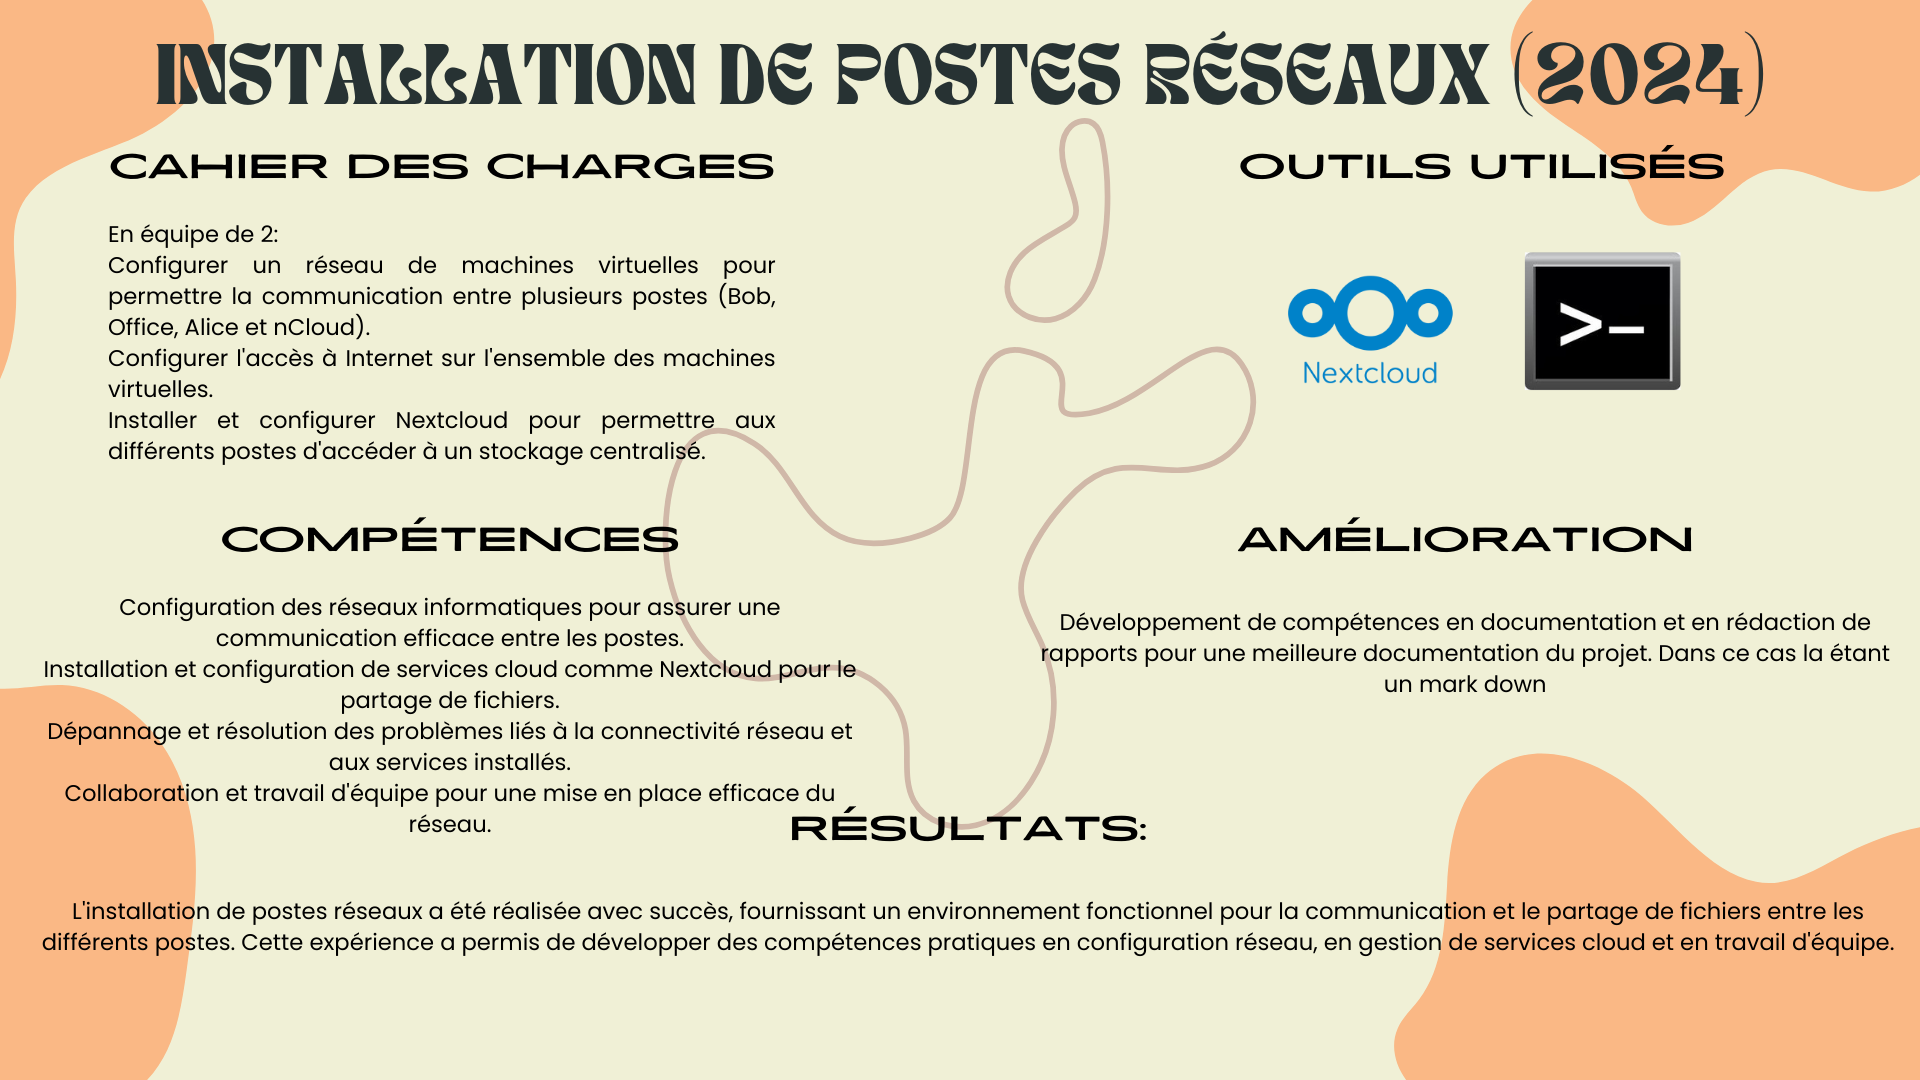 INSTALLATION DE POSTES RÉSEAUX (2024)
CAHIER DES CHARGES
En équipe de 2:
Configurer un réseau de machines virtuelles pour
permettre la communication entre plusieurs postes (Bob,
Office, Alice et nCloud).
Configurer l'accès à Internet sur l'ensemble des machines
virtuelles.
Installer et configurer Nextcloud pour permettre aux
différents postes d'accéder à un stockage centralisé.
OUTILS UTILISÉS
Nextcloud
>_
COMPÉTENCES
Configuration des réseaux informatiques pour assurer une
communication efficace entre les postes.
Installation et configuration de services cloud comme Nextcloud pour le
partage de fichiers.
Dépannage et résolution des problèmes liés à la connectivité réseau et
aux services installés.
Collaboration et travail d'équipe pour une mise en place efficace du
réseau.
AMÉLIORATION
Développement de compétences en documentation et en rédaction de
rapports pour une meilleure documentation du projet. Dans ce cas la étant
un mark down
RÉSULTATS:
L'installation de postes réseaux a été réalisée avec succès, fournissant un environnement fonctionnel pour la communication et le partage de fichiers entre les
différents postes. Cette expérience a permis de développer des compétences pratiques en configuration réseau, en gestion de services cloud et en travail d'équipe.